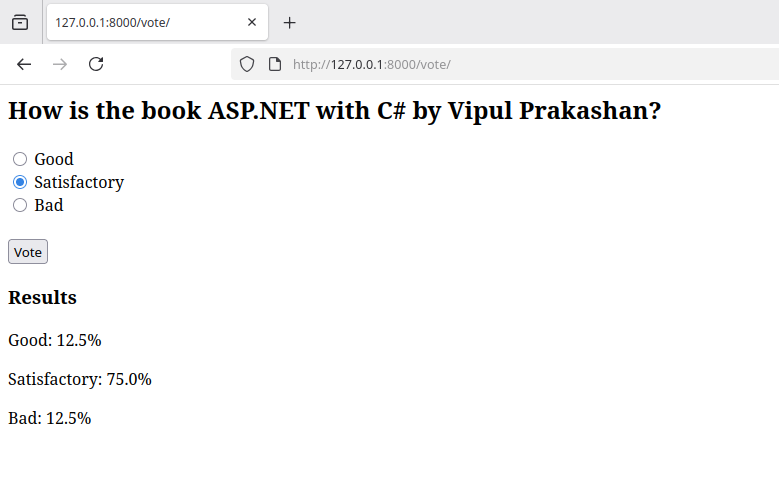 127.0.0.1:8000/vote/
http://127.0.0.1:8000/vote/
How is the book ASP.NET with C# by Vipul Prakashan?
Good
Satisfactory
Bad
Vote
Results
Good: 12.5%
Satisfactory: 75.0%
Bad: 12.5%